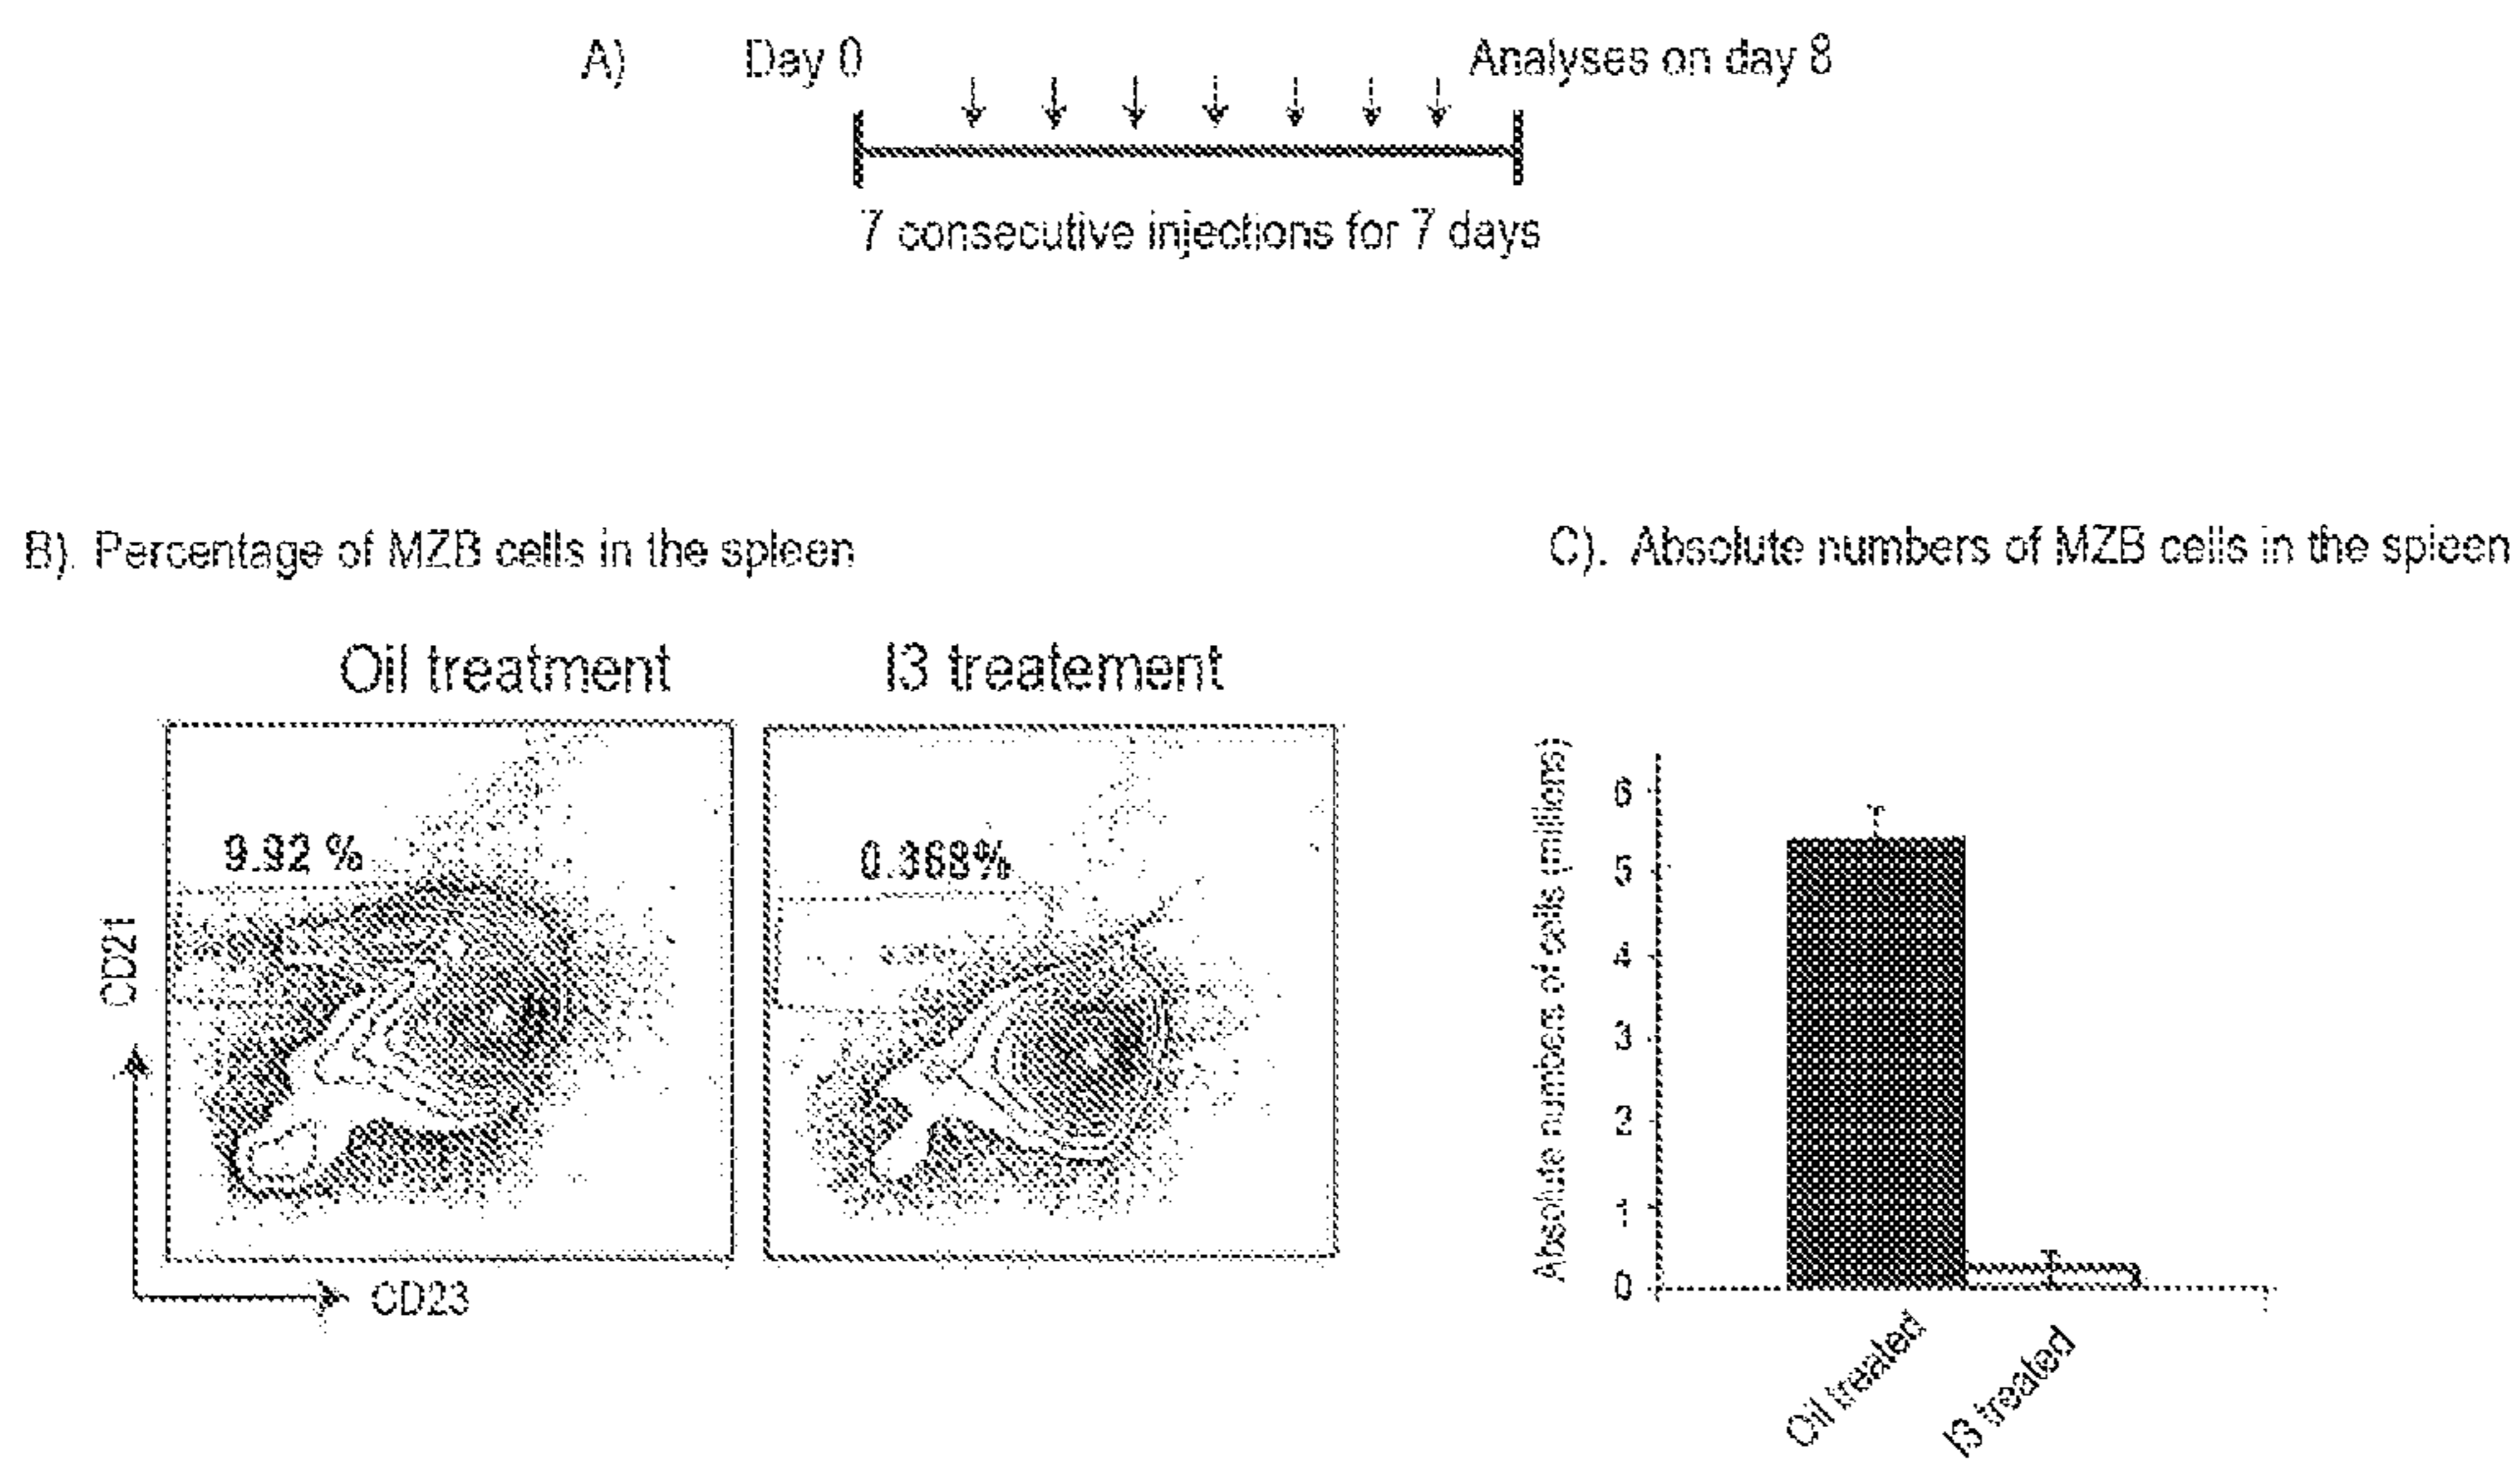 A)
Day 0
Analyses on day 8
7 consecutive injections for 7 days
B). Percentage of MZB cells in the spleen
C). Absolute numbers of MZB cells in the spleen
Oil treatment
I3 treatement
9.92 %
0.368%
CD21
CD23
Absolute numbers of cells (millions)
6
5
4
3
2
1
0
Oil treated
I3 treated